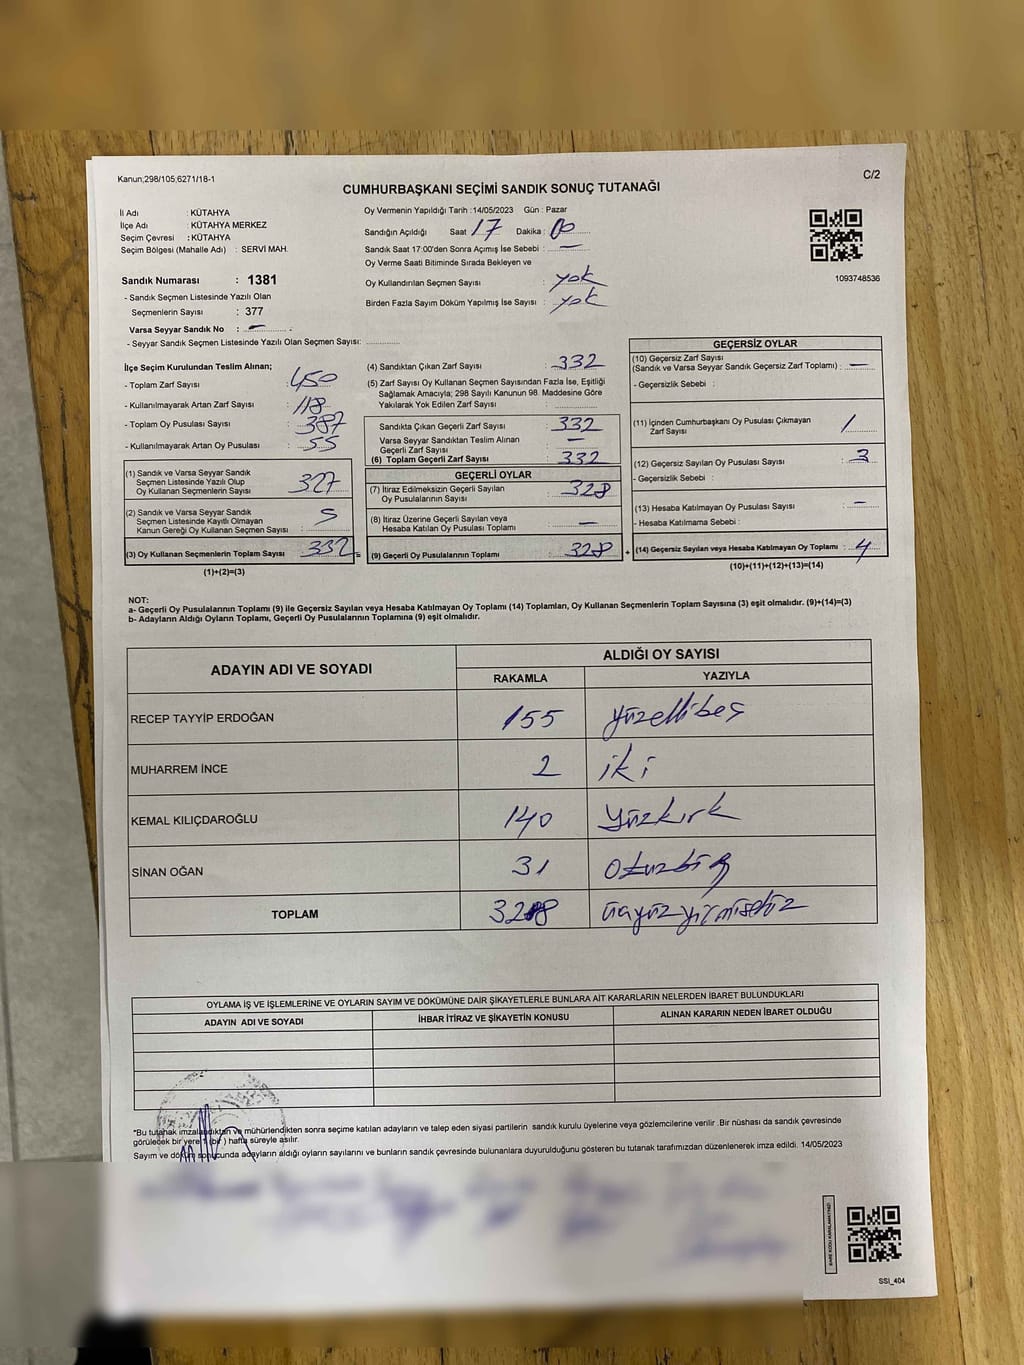 Kanun;298/105,6271/18-1
C/2
CUMHURBAŞKANI SEÇİMİ SANDIK SONUÇ TUTANAĞI
İl Adı : KÜTAHYA
İlçe Adı : KÜTAHYA MERKEZ
Seçim Çevresi : KÜTAHYA
Seçim Bölgesi (Mahalle Adı) : SERVİ MAH.
Sandık Numarası : 1381
- Sandık Seçmen Listesinde Yazılı Olan
Seçmenlerin Sayısı : 377
Varsa Seyyar Sandık No : —
- Seyyar Sandık Seçmen Listesinde Yazılı Olan Seçmen Sayısı:
Oy Vermenin Yapıldığı Tarih :14/05/2023 Gün : Pazar
Sandığın Açıldığı Saat 17 Dakika : 00
Sandık Saat 17:00'den Sonra Açımış İse Sebebi : —
Oy Verme Saati Bitiminde Sırada Bekleyen ve
Oy Kullandırılan Seçmen Sayısı : yok
Birden Fazla Sayım Döküm Yapılmış İse Sayısı : yok
1093748536
İlçe Seçim Kurulundan Teslim Alınan;
- Toplam Zarf Sayısı : 450
- Kullanılmayarak Artan Zarf Sayısı : 118
- Toplam Oy Pusulası Sayısı : 387
- Kullanılmayarak Artan Oy Pusulası : 55
(1) Sandık ve Varsa Seyyar Sandık
Seçmen Listesinde Yazılı Olup
Oy Kullanan Seçmenlerin Sayısı : 327
(2) Sandık ve Varsa Seyyar Sandık
Seçmen Listesinde Kayıtlı Olmayan
Kanun Gereği Oy Kullanan Seçmen Sayısı : 5
(3) Oy Kullanan Seçmenlerin Toplam Sayısı : 332 =
(1)+(2)=(3)
(4) Sandıktan Çıkan Zarf Sayısı : 332
(5) Zarf Sayısı Oy Kullanan Seçmen Sayısından Fazla İse, Eşitliği
Sağlamak Amacıyla; 298 Sayılı Kanunun 98. Maddesine Göre
Yakılarak Yok Edilen Zarf Sayısı :
Sandıkta Çıkan Geçerli Zarf Sayısı : 332
Varsa Seyyar Sandıktan Teslim Alınan
Geçerli Zarf Sayısı : —
(6) Toplam Geçerli Zarf Sayısı : 332
GEÇERLİ OYLAR
(7) İtiraz Edilmeksizin Geçerli Sayılan
Oy Pusulalarının Sayısı : 328
(8) İtiraz Üzerine Geçerli Sayılan veya
Hesaba Katılan Oy Pusulası Toplamı : —
(9) Geçerli Oy Pusulalarının Toplamı : 328 +
GEÇERSİZ OYLAR
(10) Geçersiz Zarf Sayısı
(Sandık ve Varsa Seyyar Sandık Geçersiz Zarf Toplamı) : —
- Geçersizlik Sebebi :
(11) İçinden Cumhurbaşkanı Oy Pusulası Çıkmayan
Zarf Sayısı : 1
(12) Geçersiz Sayılan Oy Pusulası Sayısı : 3
- Geçersizlik Sebebi :
(13) Hesaba Katılmayan Oy Pusulası Sayısı : —
- Hesaba Katılmama Sebebi :
(14) Geçersiz Sayılan veya Hesaba Katılmayan Oy Toplamı : 4
(10)+(11)+(12)+(13)=(14)
NOT:
a- Geçerli Oy Pusulalarının Toplamı (9) ile Geçersiz Sayılan veya Hesaba Katılmayan Oy Toplamı (14) Toplamları, Oy Kullanan Seçmenlerin Toplam Sayısına (3) eşit olmalıdır. (9)+(14)=(3)
b- Adayların Aldığı Oyların Toplamı, Geçerli Oy Pusulalarının Toplamına (9) eşit olmalıdır.
ADAYIN ADI VE SOYADI ALDIĞI OY SAYISI
RAKAMLA YAZIYLA
RECEP TAYYİP ERDOĞAN 155 yüzellibeş
MUHARREM İNCE 2 iki
KEMAL KILIÇDAROĞLU 140 yüzkırk
SİNAN OĞAN 31 otuzbir
TOPLAM 328 üçyüzyirmisekiz
OYLAMA İŞ VE İŞLEMLERİNE VE OYLARIN SAYIM VE DÖKÜMÜNE DAİR ŞİKAYETLERLE BUNLARA AİT KARARLARIN NELERDEN İBARET BULUNDUKLARI
ADAYIN ADI VE SOYADI İHBAR İTİRAZ VE ŞİKAYETİN KONUSU ALINAN KARARIN NEDEN İBARET OLDUĞU
*Bu tutanak imzalandıktan ve mühürlendikten sonra seçime katılan adayların ve talep eden siyasi partilerin sandık kurulu üyelerine veya gözlemcilerine verilir .Bir nüshası da sandık çevresinde
görülecek bir yere 1 (bir ) hafta süreyle asılır.
Sayım ve döküm sonucunda adayların aldığı oyların sayılarını ve bunların sandık çevresinde bulunanlara duyurulduğunu gösteren bu tutanak tarafımızdan düzenlenerek imza edildi. 14/05/2023
BARE KODU KARALAMAYINIZ!
SSI_404